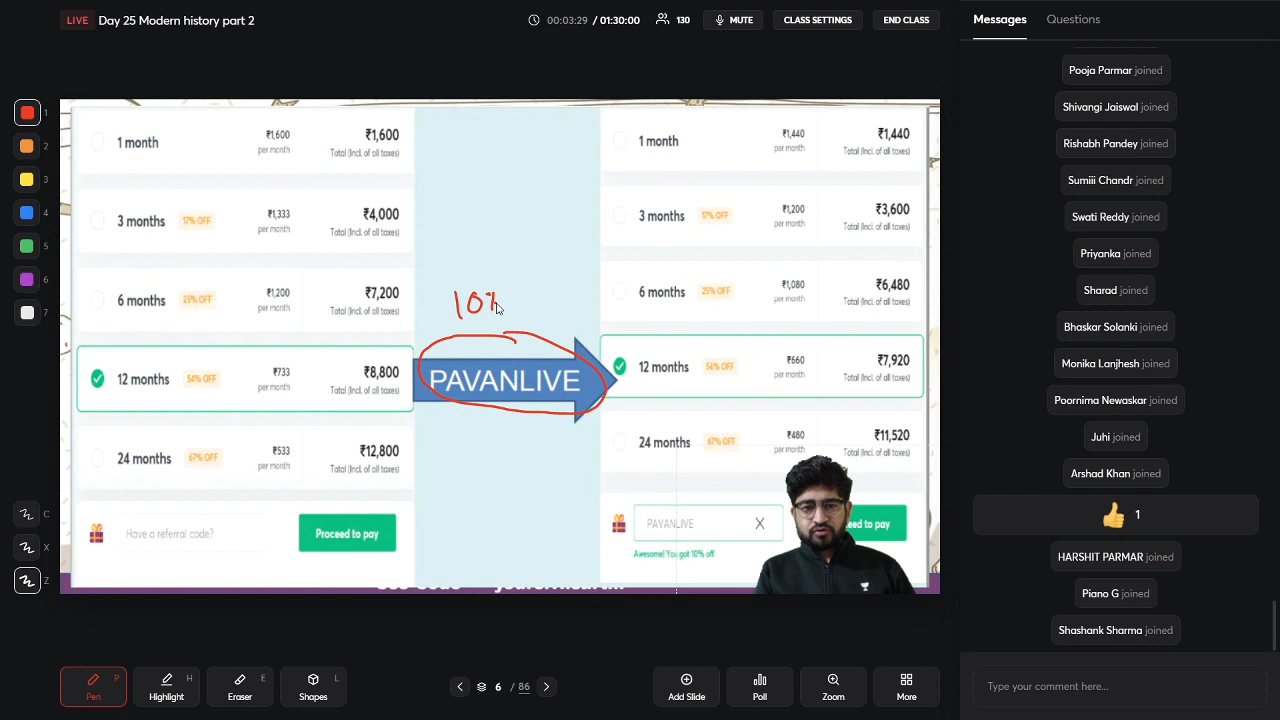 LIVE Day 25 Modern history part 2
00:03:29 / 01:30:00
130
MUTE
CLASS SETTINGS
END CLASS
1
2
3
4
5
6
7
C
X
Z
1 month ₹1,600 per month ₹1,600 Total (Incl. of all taxes)
3 months 17% OFF ₹1,333 per month ₹4,000 Total (Incl. of all taxes)
6 months 25% OFF ₹1,200 per month ₹7,200 Total (Incl. of all taxes)
12 months 54% OFF ₹733 per month ₹8,800 Total (Incl. of all taxes)
24 months 67% OFF ₹533 per month ₹12,800 Total (Incl. of all taxes)
Have a referral code? Proceed to pay
10%
PAVANLIVE
1 month ₹1,440 per month ₹1,440 Total (Incl. of all taxes)
3 months 17% OFF ₹1,200 per month ₹3,600 Total (Incl. of all taxes)
6 months 25% OFF ₹1,080 per month ₹6,480 Total (Incl. of all taxes)
12 months 54% OFF ₹660 per month ₹7,920 Total (Incl. of all taxes)
24 months 67% OFF ₹480 per month ₹11,520 Total (Incl. of all taxes)
PAVANLIVE X eed to pay
Awesome! You got 10% off
Pen P
Highlight H
Eraser E
Shapes L
6 / 86
Add Slide
Poll
Zoom
More
Messages Questions
Pooja Parmar joined
Shivangi Jaiswal joined
Rishabh Pandey joined
Sumiii Chandr joined
Swati Reddy joined
Priyanka joined
Sharad joined
Bhaskar Solanki joined
Monika Lanjhesh joined
Poornima Newaskar joined
Juhi joined
Arshad Khan joined
1
HARSHIT PARMAR joined
Piano G joined
Shashank Sharma joined
Type your comment here...